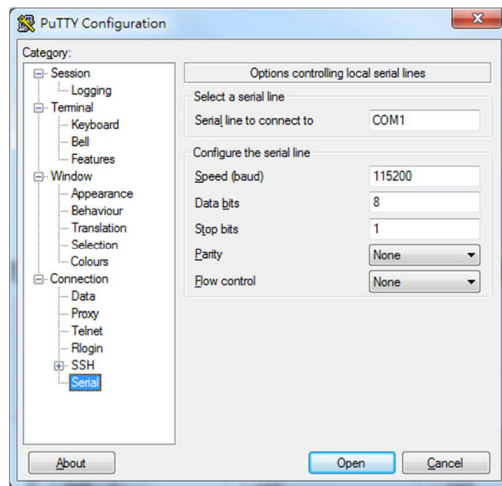 PuTTY Configuration
Category:
Session
Logging
Terminal
Keyboard
Bell
Features
Window
Appearance
Behaviour
Translation
Selection
Colours
Connection
Data
Proxy
Telnet
Rlogin
SSH
Serial
Options controlling local serial lines
Select a serial line
Serial line to connect to COM1
Configure the serial line
Speed (baud) 115200
Data bits 8
Stop bits 1
Parity None
Flow control None
About Open Cancel